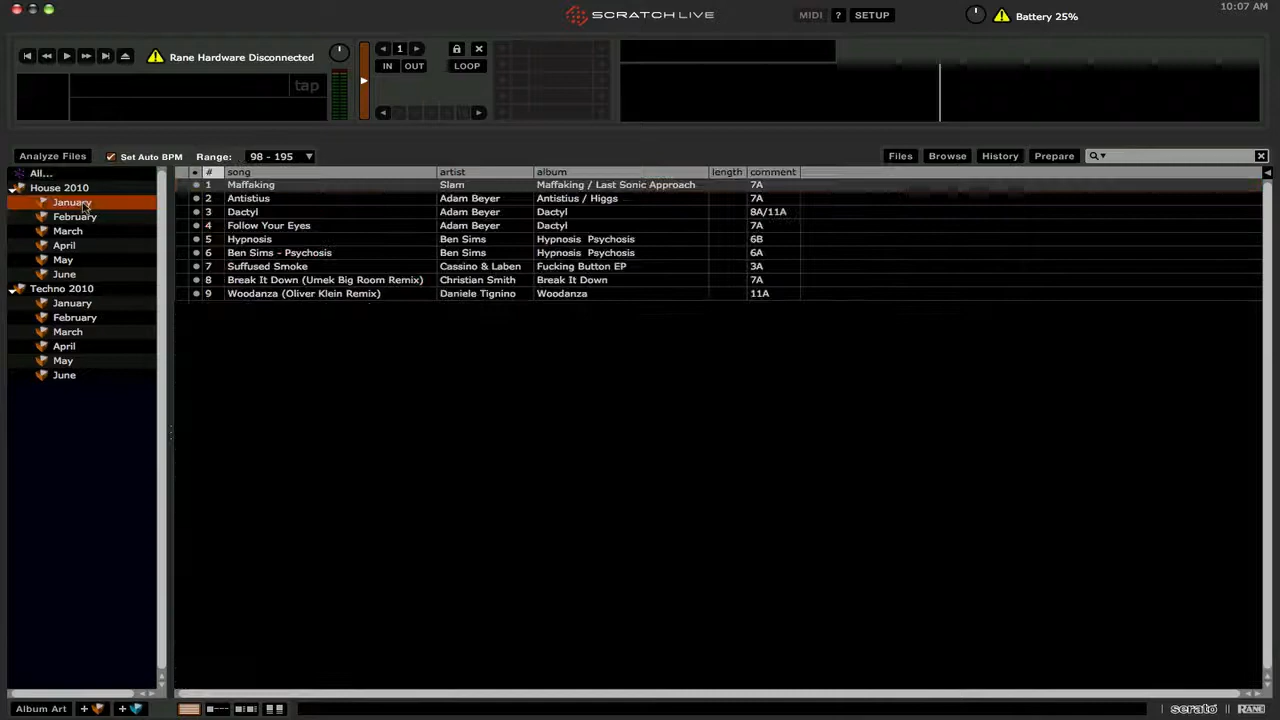 10:07 AM
SCRATCHLIVE
MIDI ? SETUP
Battery 25%
Rane Hardware Disconnected
1
IN OUT LOOP
tap
Analyze Files Set Auto BPM Range: 98 - 195
Files Browse History Prepare
All...
House 2010
January
February
March
April
May
June
Techno 2010
January
February
March
April
May
June
# song artist album length comment
1 Maffaking Slam Maffaking / Last Sonic Approach 7A
2 Antistius Adam Beyer Antistius / Higgs 7A
3 Dactyl Adam Beyer Dactyl 8A/11A
4 Follow Your Eyes Adam Beyer Dactyl 7A
5 Hypnosis Ben Sims Hypnosis Psychosis 6B
6 Ben Sims - Psychosis Ben Sims Hypnosis Psychosis 6A
7 Suffused Smoke Cassino & Laben Fucking Button EP 3A
8 Break It Down (Umek Big Room Remix) Christian Smith Break It Down 7A
9 Woodanza (Oliver Klein Remix) Daniele Tignino Woodanza 11A
Album Art
serato RANE